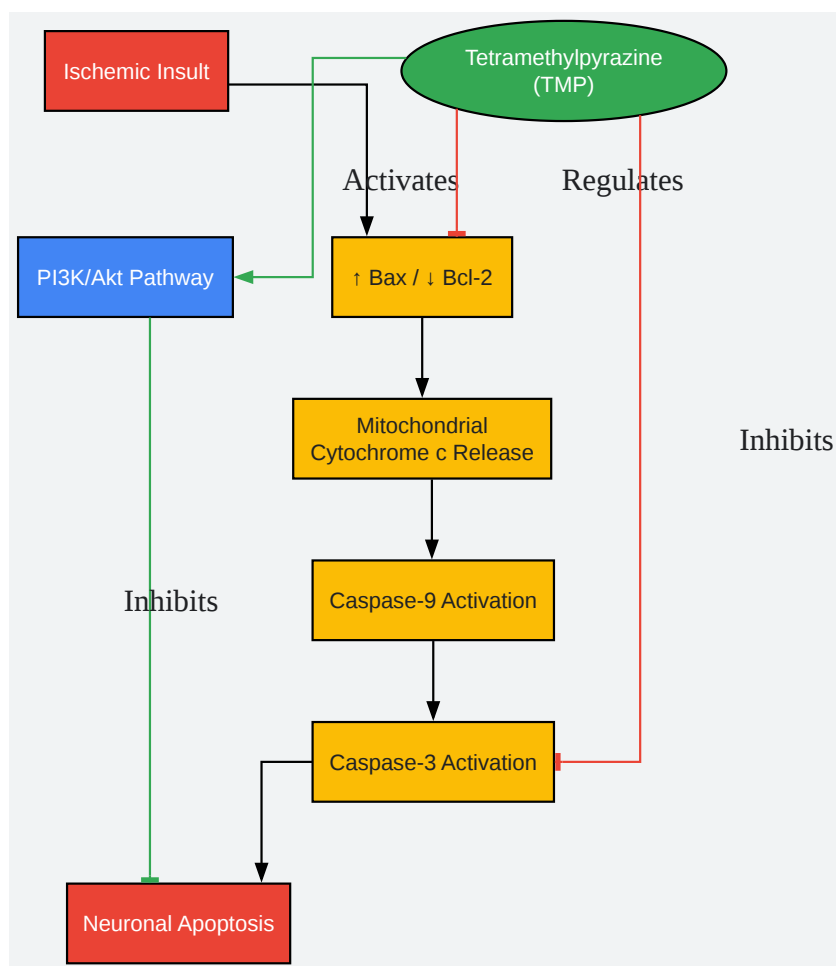 Ischemic Insult
Tetramethylpyrazine
(TMP)
Activates
Regulates
PI3K/Akt Pathway
↑ Bax / ↓ Bcl-2
Mitochondrial
Cytochrome c Release
Inhibits
Inhibits
Caspase-9 Activation
Caspase-3 Activation
Neuronal Apoptosis